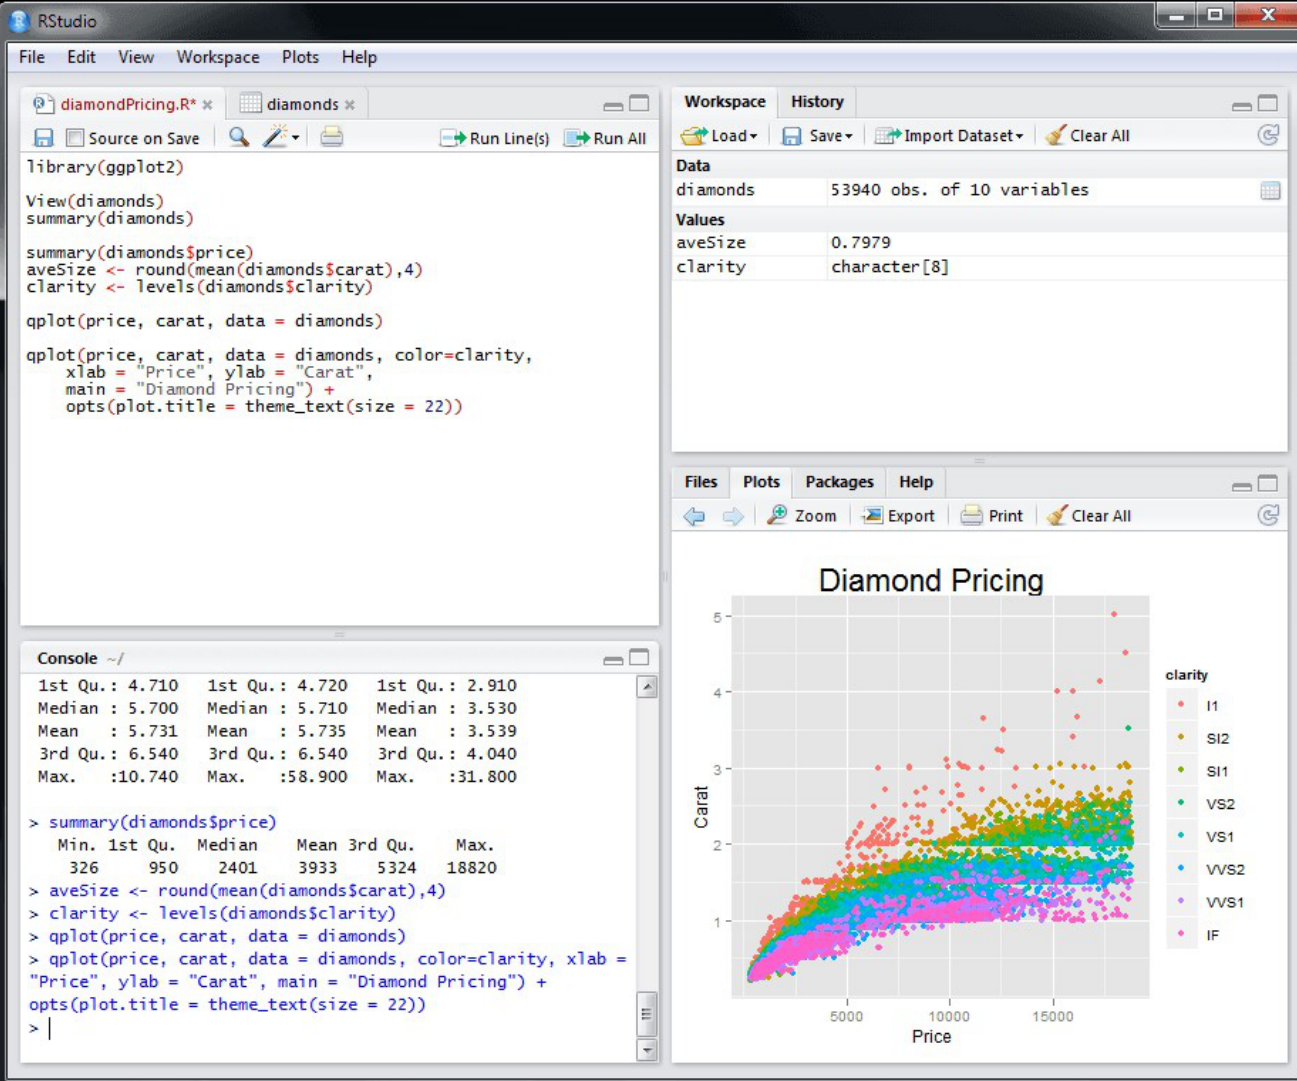 RStudio
File Edit View Workspace Plots Help
diamondPricing.R* diamonds
Source on Save Run Line(s) Run All
library(ggplot2)
View(diamonds)
summary(diamonds)
summary(diamonds$price)
aveSize <- round(mean(diamonds$carat),4)
clarity <- levels(diamonds$clarity)
qplot(price, carat, data = diamonds)
qplot(price, carat, data = diamonds, color=clarity,
xlab = "Price", ylab = "Carat",
main = "Diamond Pricing") +
opts(plot.title = theme_text(size = 22))
Console ~/
1st Qu.: 4.710 1st Qu.: 4.720 1st Qu.: 2.910
Median : 5.700 Median : 5.710 Median : 3.530
Mean : 5.731 Mean : 5.735 Mean : 3.539
3rd Qu.: 6.540 3rd Qu.: 6.540 3rd Qu.: 4.040
Max. :10.740 Max. :58.900 Max. :31.800
> summary(diamonds$price)
Min. 1st Qu. Median Mean 3rd Qu. Max.
326 950 2401 3933 5324 18820
> aveSize <- round(mean(diamonds$carat),4)
> clarity <- levels(diamonds$clarity)
> qplot(price, carat, data = diamonds)
> qplot(price, carat, data = diamonds, color=clarity, xlab =
"Price", ylab = "Carat", main = "Diamond Pricing") +
opts(plot.title = theme_text(size = 22))
>
Workspace History
Load Save Import Dataset Clear All
Data
diamonds 53940 obs. of 10 variables
Values
aveSize 0.7979
clarity character[8]
Files Plots Packages Help
Zoom Export Print Clear All
Diamond Pricing
5
4
3
2
1
Carat
5000 10000 15000
Price
clarity
I1
SI2
SI1
VS2
VS1
VVS2
VVS1
IF